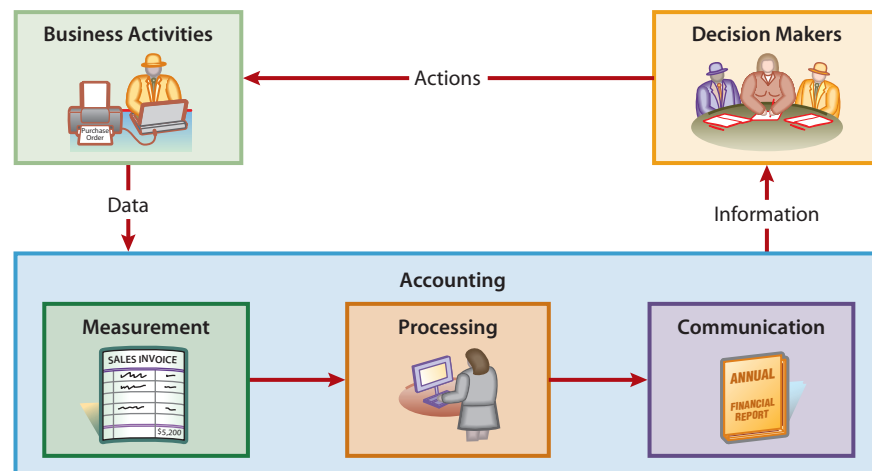 Business Activities
Purchase
Order
Actions
Decision Makers
Data
Information
Accounting
Measurement
SALES INVOICE
$5,200
Processing
Communication
ANNUAL
FINANCIAL
REPORT